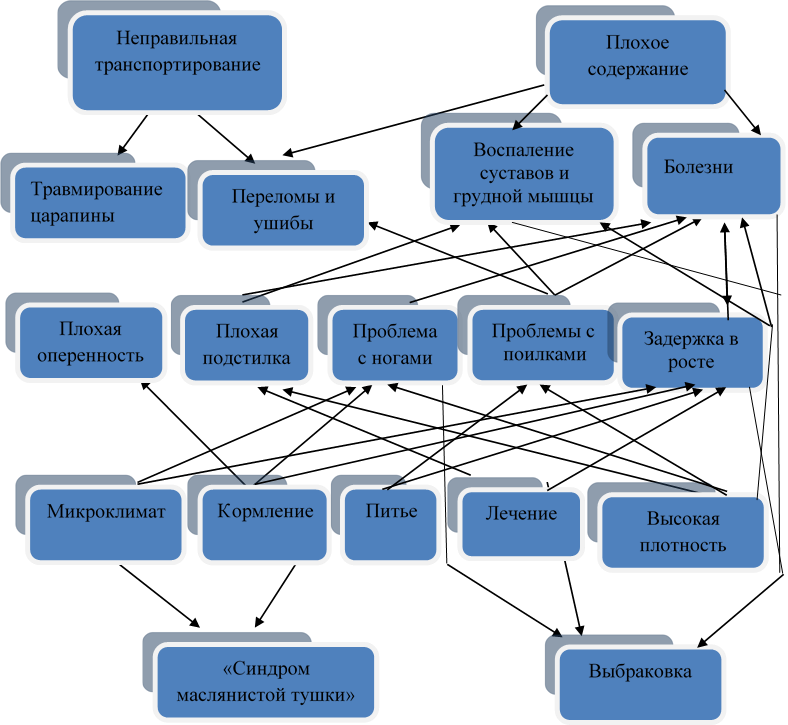 Неправильная
транспортирование
Плохое
содержание
Травмирование
царапины
Переломы и
ушибы
Воспаление
суставов и
грудной мышцы
Болезни
Плохая
оперенность
Плохая
подстилка
Проблема
с ногами
Проблемы с
поилками
Задержка в
росте
Микроклимат
Кормление
Питье
Лечение
Высокая
плотность
«Синдром
маслянистой тушки»
Выбраковка